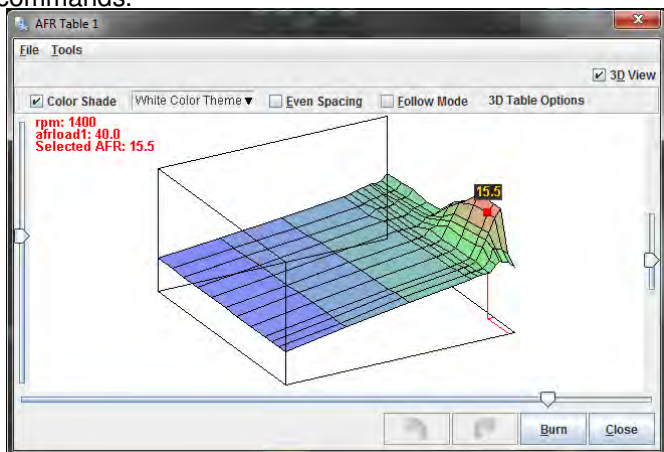 commands.
AFR Table 1
File Tools
3D View
Color Shade White Color Theme Even Spacing Follow Mode 3D Table Options
rpm: 1400
afrload1: 40.0
Selected AFR: 15.5
15.5
Burn Close